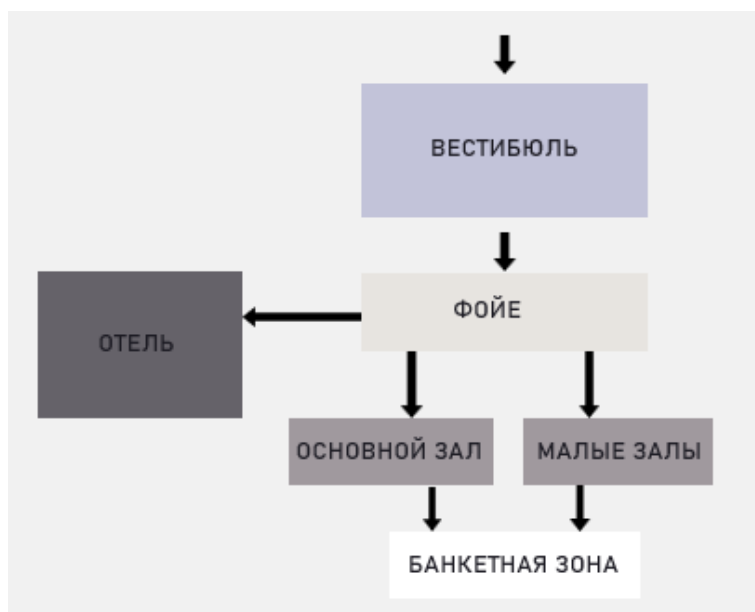 ВЕСТИБЮЛЬ
ФОЙЕ
ОТЕЛЬ
ОСНОВНОЙ ЗАЛ
МАЛЫЕ ЗАЛЫ
БАНКЕТНАЯ ЗОНА